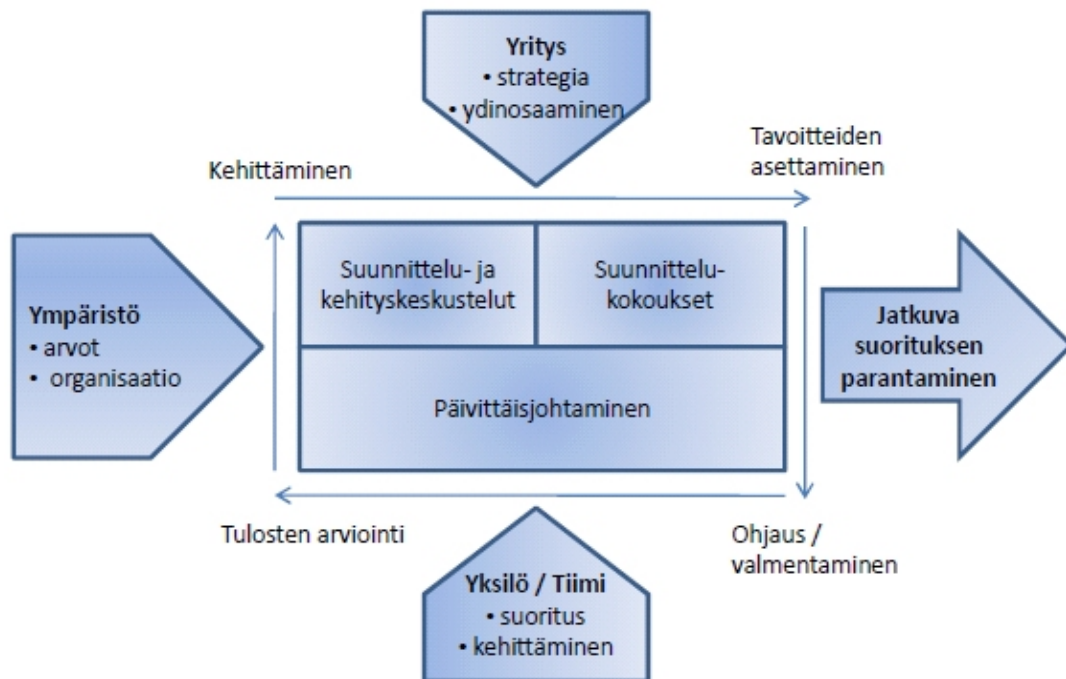 Yritys
• strategia
• ydinosaaminen
Kehittäminen
Tavoitteiden
asettaminen
Ympäristö
• arvot
• organisaatio
Suunnittelu- ja
kehityskeskustelut
Suunnittelu-
kokoukset
Päivittäisjohtaminen
Jatkuva
suorituksen
parantaminen
Tulosten arviointi
Ohjaus /
valmentaminen
Yksilö / Tiimi
• suoritus
• kehittäminen